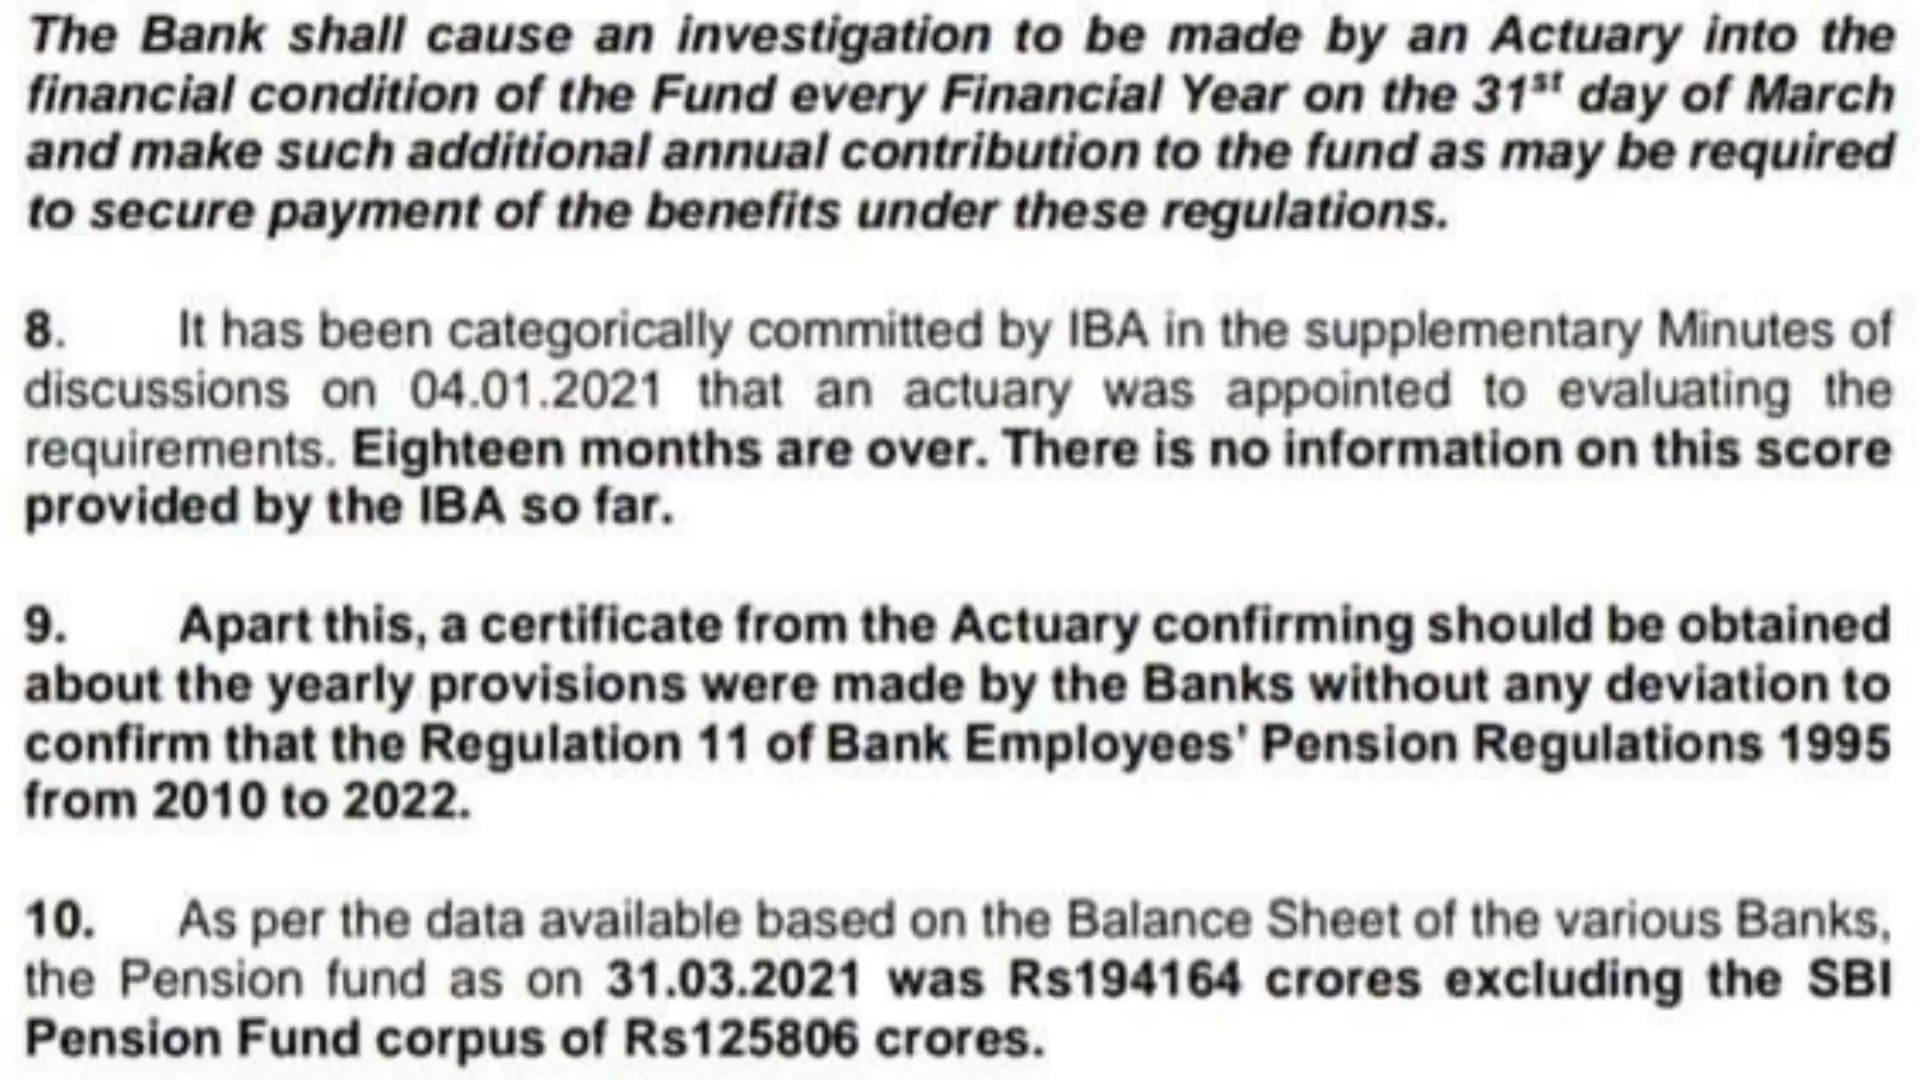 The Bank shall cause an investigation to be made by an Actuary into the
financial condition of the Fund every Financial Year on the 31st day of March
and make such additional annual contribution to the fund as may be required
to secure payment of the benefits under these regulations.
8. It has been categorically committed by IBA in the supplementary Minutes of
discussions on 04.01.2021 that an actuary was appointed to evaluating the
requirements. Eighteen months are over. There is no information on this score
provided by the IBA so far.
9. Apart this, a certificate from the Actuary confirming should be obtained
about the yearly provisions were made by the Banks without any deviation to
confirm that the Regulation 11 of Bank Employees' Pension Regulations 1995
from 2010 to 2022.
10. As per the data available based on the Balance Sheet of the various Banks,
the Pension fund as on 31.03.2021 was Rs194164 crores excluding the SBI
Pension Fund corpus of Rs125806 crores.